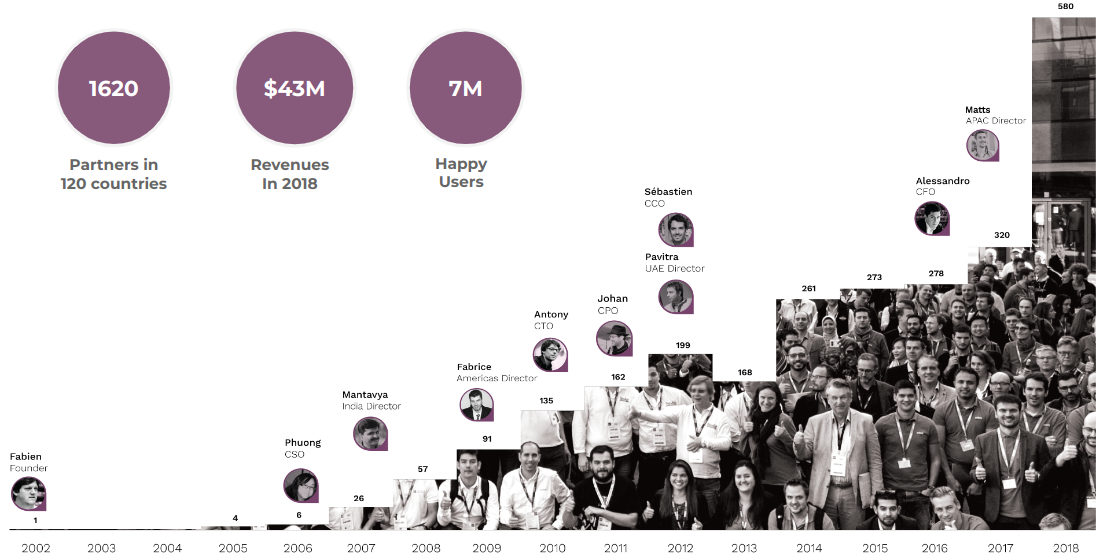 580
1620
$43M
7M
Partners in
120 countries
Revenues
In 2018
Happy
Users
Matts
APAC Director
Alessandro
CFO
Sébastien
CCO
320
Pavitra
UAE Director
278
273
261
Johan
CPO
Antony
CTO
199
168
162
Fabrice
Americas Director
135
Mantavya
India Director
91
Phuong
CSO
57
Fabien
Founder
26
6
4
1
2002
2003
2004
2005
2006
2007
2008
2009
2010
2011
2012
2013
2014
2015
2016
2017
2018